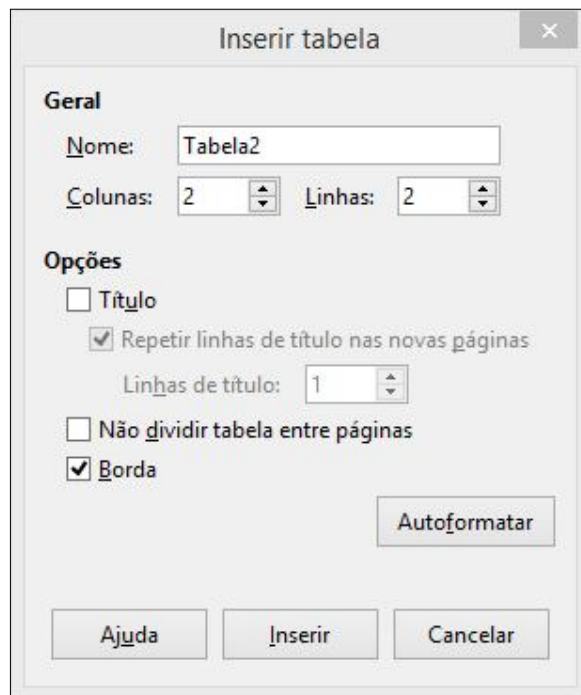 Inserir tabela
Geral
Nome: Tabela2
Colunas: 2 Linhas: 2
Opções
Título
Repetir linhas de título nas novas páginas
Linhas de título: 1
Não dividir tabela entre páginas
Borda
Autoformatar
Ajuda Inserir Cancelar